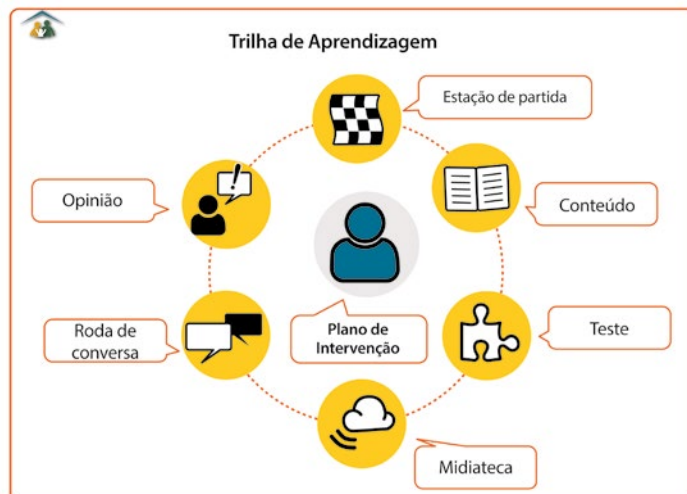 Trilha de Aprendizagem
Estação de partida
Conteúdo
Teste
Midiateca
Roda de
conversa
Opinião
Plano de
Intervenção